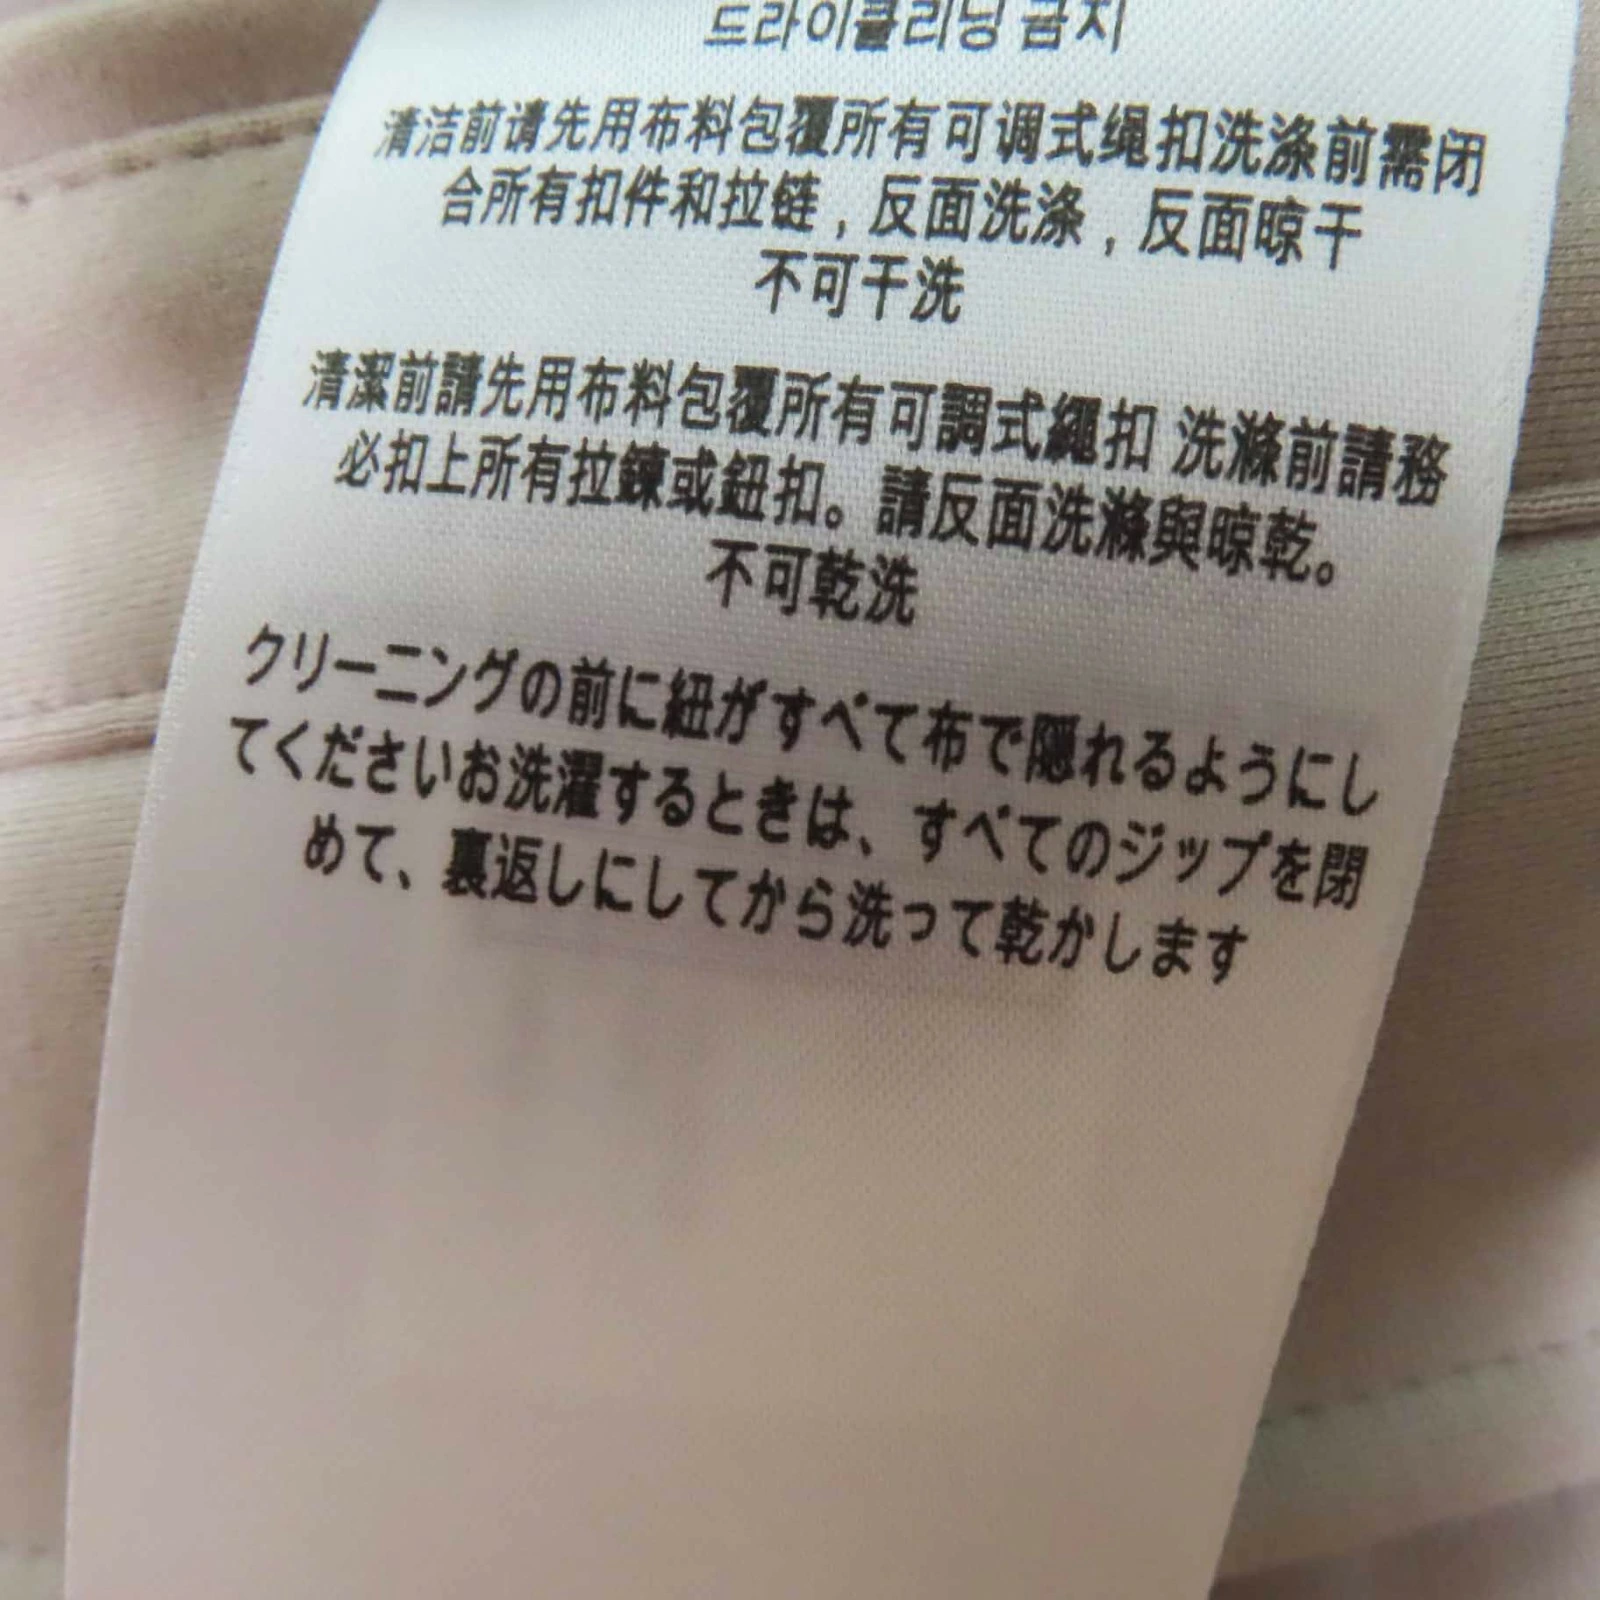 드라이클리닝 금지
清洁前请先用布料包覆所有可调式绳扣洗涤前需闭
合所有扣件和拉链，反面洗涤，反面晾干
不可干洗
清潔前請先用布料包覆所有可調式繩扣 洗滌前請務
必扣上所有拉鍊或鈕扣。請反面洗滌與晾乾。
不可乾洗
クリーニングの前に紐がすべて布で隠れるようにし
てくださいお洗濯するときは、すべてのジップを閉
めて、裏返しにしてから洗って乾かします